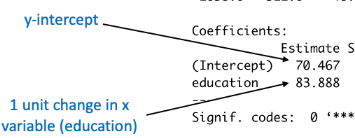 y-intercept
Coefficients:
Estimate S
(Intercept) 70.467
education 83.888
--
1 unit change in x
variable (education)
Signif. codes: 0 ‘***